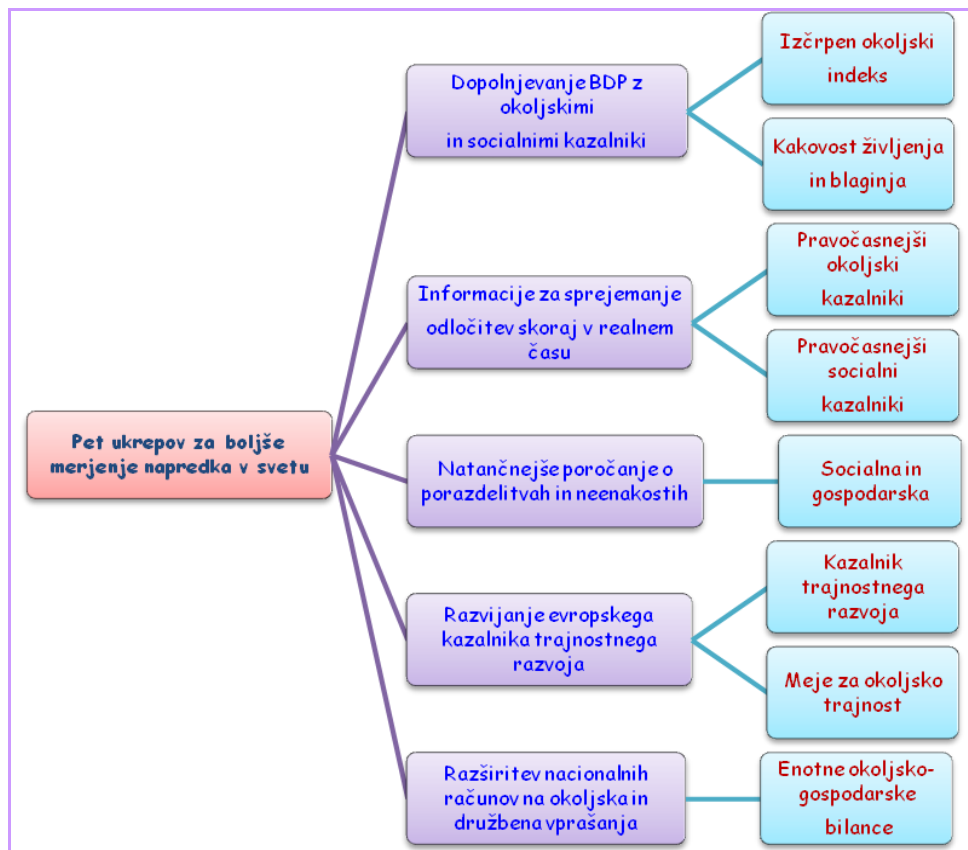 Pet ukrepov za boljše
merjenje napredka v svetu
Dopolnjevanje BDP z
okoljskimi
in socialnimi kazalniki
Izčrpen okoljski
indeks
Kakovost življenja
in blaginja
Informacije za sprejemanje
odločitev skoraj v realnem
času
Pravočasnejši
okoljski
kazalniki
Pravočasnejši
socialni
kazalniki
Natančnejše poročanje o
porazdelitvah in neenakostih
Socialna in
gospodarska
Razvijanje evropskega
kazalnika trajnostnega
razvoja
Kazalnik
trajnostnega
razvoja
Meje za okoljsko
trajnost
Razširitev nacionalnih
računov na okoljska in
družbena vprašanja
Enotne okoljsko-
gospodarske
bilance